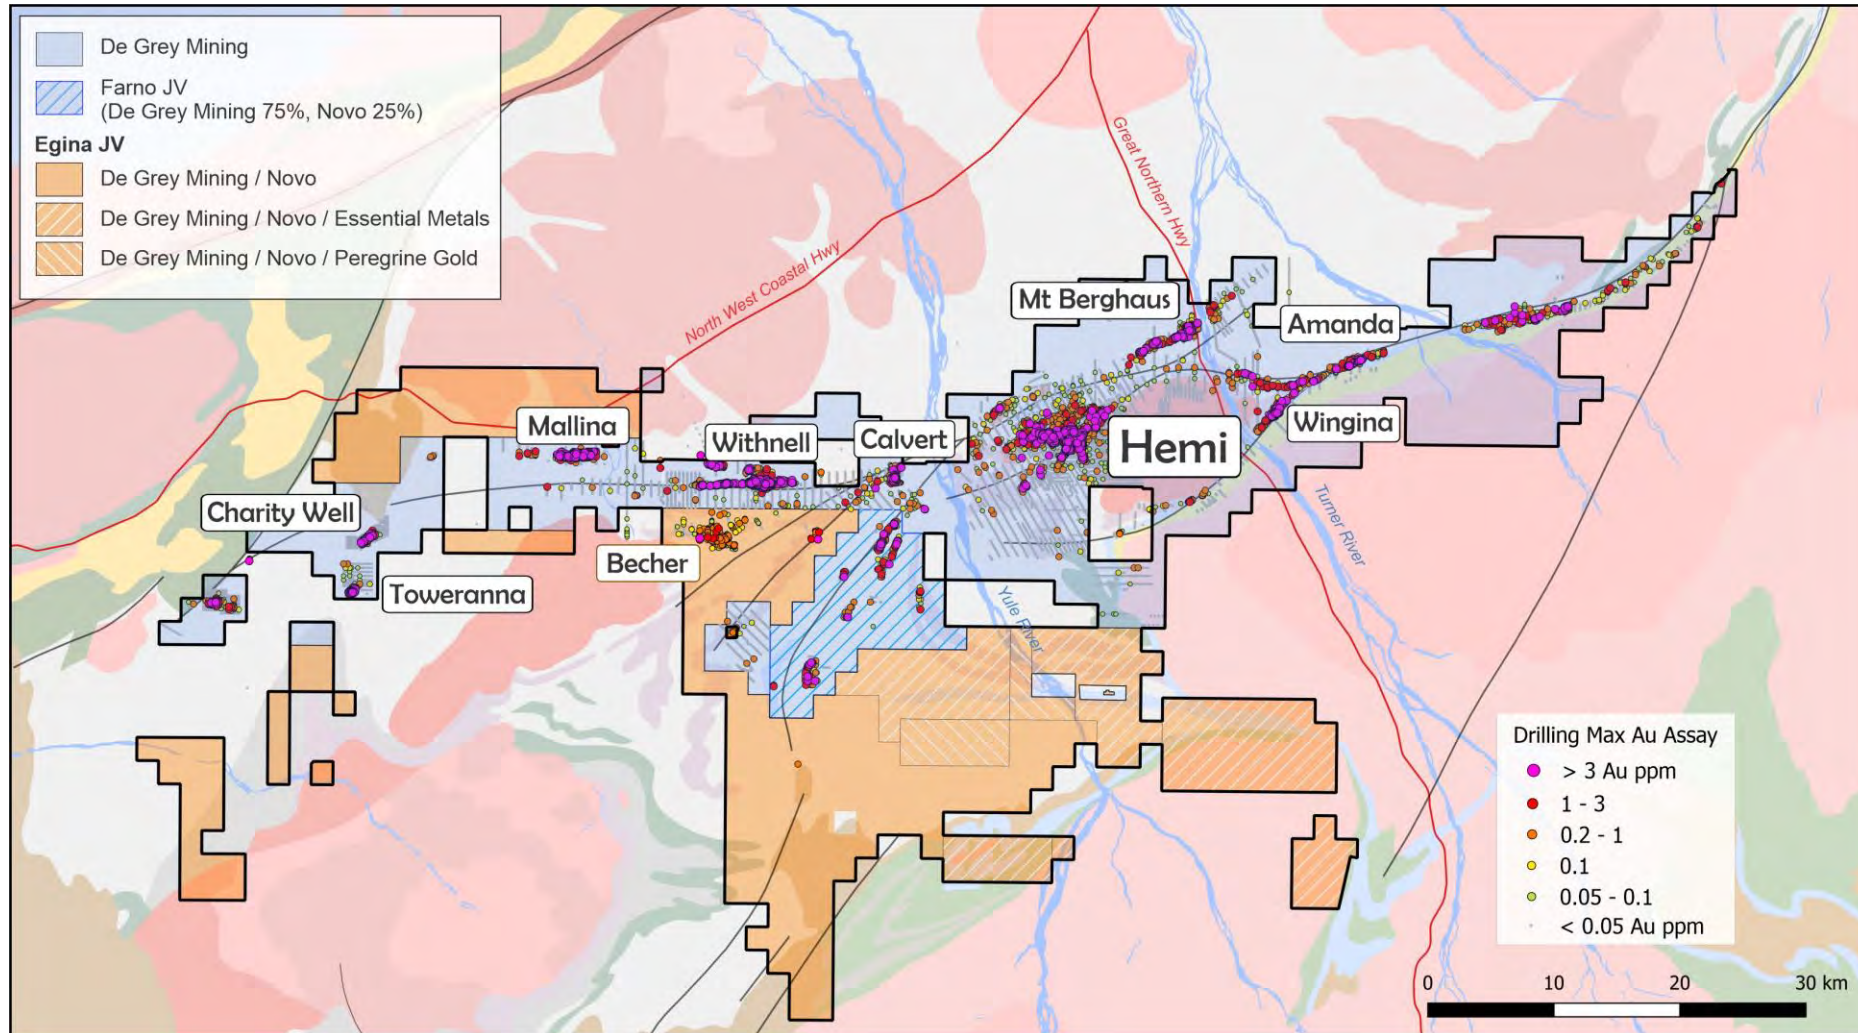 De Grey Mining
Farno JV
(De Grey Mining 75%, Novo 25%)
Egina JV
De Grey Mining / Novo
De Grey Mining / Novo / Essential Metals
De Grey Mining / Novo / Peregrine Gold
North West Coastal Hwy
Great Northern Hwy
Mt Berghaus
Amanda
Mallina
Withnell
Calvert
Hemi
Wingina
Charity Well
Becher
Toweranna
Yule River
Turner River
Drilling Max Au Assay
> 3 Au ppm
1 - 3
0.2 - 1
0.1
0.05 - 0.1
< 0.05 Au ppm
0 10 20 30 km